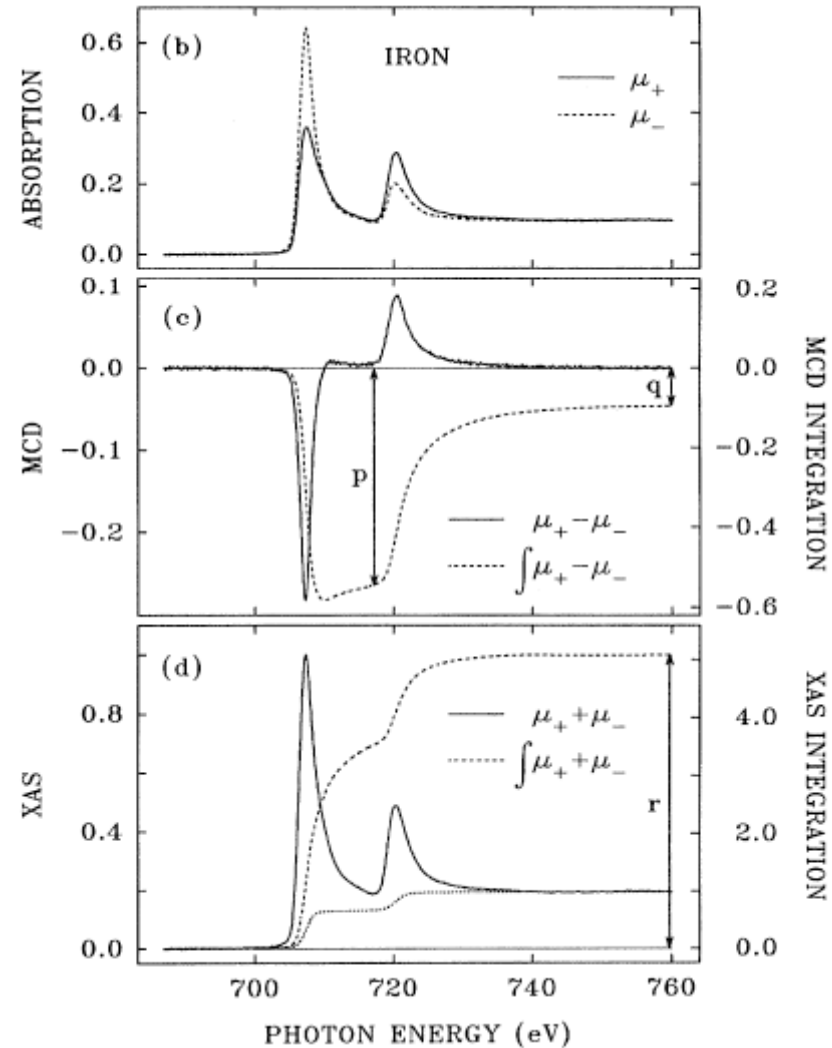 (b)
IRON
μ₊
μ₋
ABSORPTION
0.6
0.4
0.2
0.0
(c)
MCD
0.1
0.0
−0.1
−0.2
p
q
μ₊−μ₋
∫μ₊−μ₋
0.2
0.0
−0.2
−0.4
−0.6
MCD INTEGRATION
(d)
XAS
0.8
0.4
0.0
μ₊+μ₋
∫μ₊+μ₋
r
4.0
2.0
0.0
XAS INTEGRATION
700 720 740 760
PHOTON ENERGY (eV)